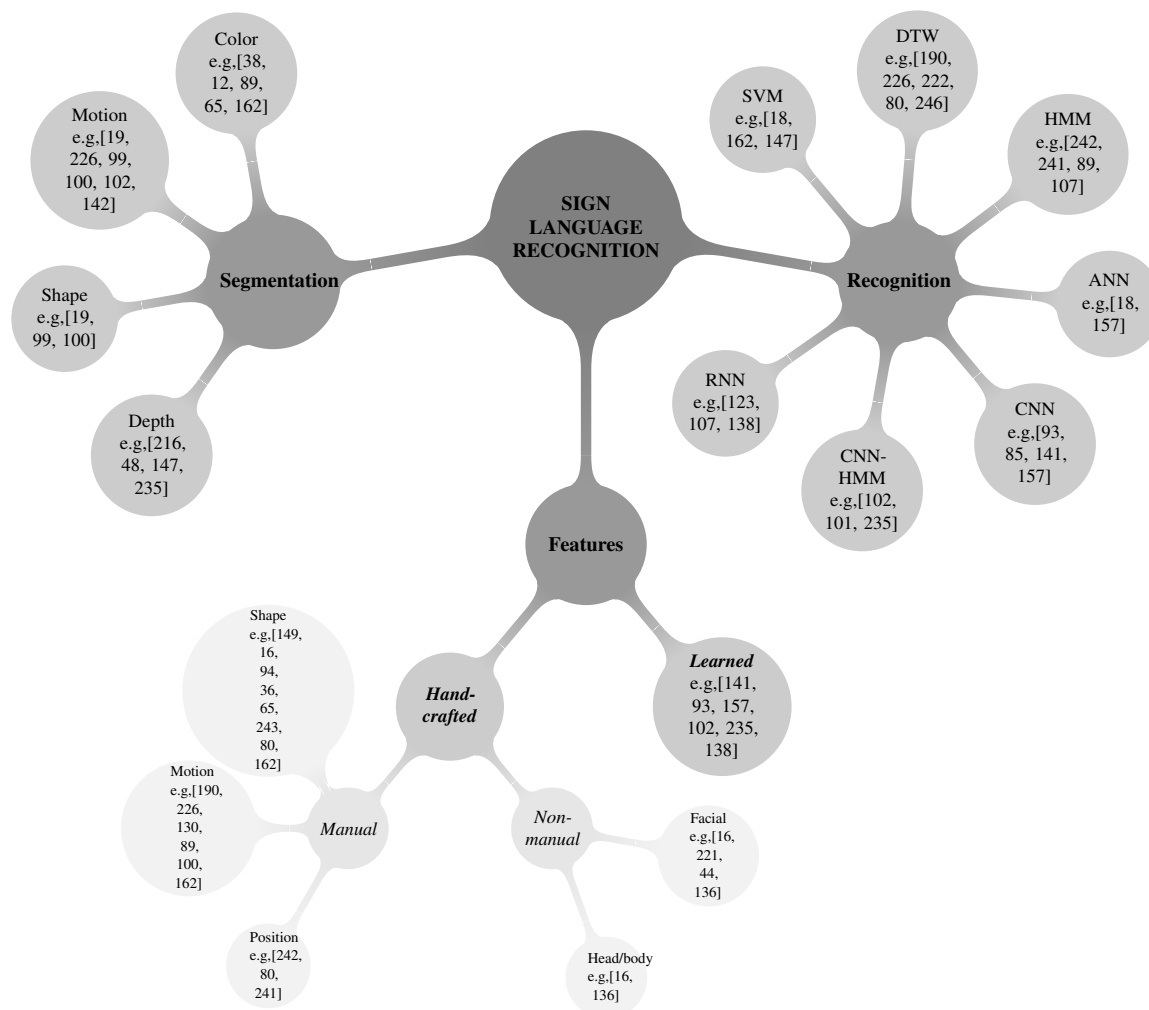 SIGN
LANGUAGE
RECOGNITION
Segmentation
Color
e.g,[38,
12, 89,
65, 162]
Motion
e.g,[19,
226, 99,
100, 102,
142]
Shape
e.g,[19,
99, 100]
Depth
e.g,[216,
48, 147,
235]
Recognition
SVM
e.g,[18,
162, 147]
DTW
e.g,[190,
226, 222,
80, 246]
HMM
e.g,[242,
241, 89,
107]
ANN
e.g,[18,
157]
CNN
e.g,[93,
85, 141,
157]
CNN-
HMM
e.g,[102,
101, 235]
RNN
e.g,[123,
107, 138]
Features
Hand-
crafted
Learned
e.g,[141,
93, 157,
102, 235,
138]
Manual
Shape
e.g,[149,
16,
94,
36,
65,
243,
80,
162]
Motion
e.g,[190,
226,
130,
89,
100,
162]
Position
e.g,[242,
80,
241]
Non-
manual
Facial
e.g,[16,
221,
44,
136]
Head/body
e.g,[16,
136]